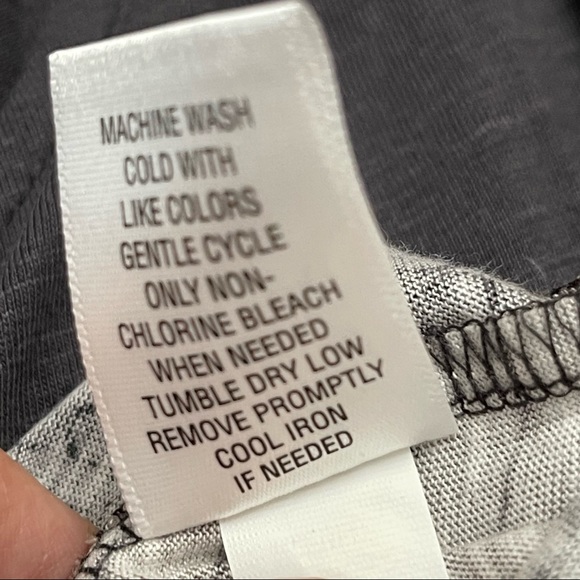 MACHINE WASH
COLD WITH
LIKE COLORS
GENTLE CYCLE
ONLY NON-
CHLORINE BLEACH
WHEN NEEDED
TUMBLE DRY LOW
REMOVE PROMPTLY
COOL IRON
IF NEEDED